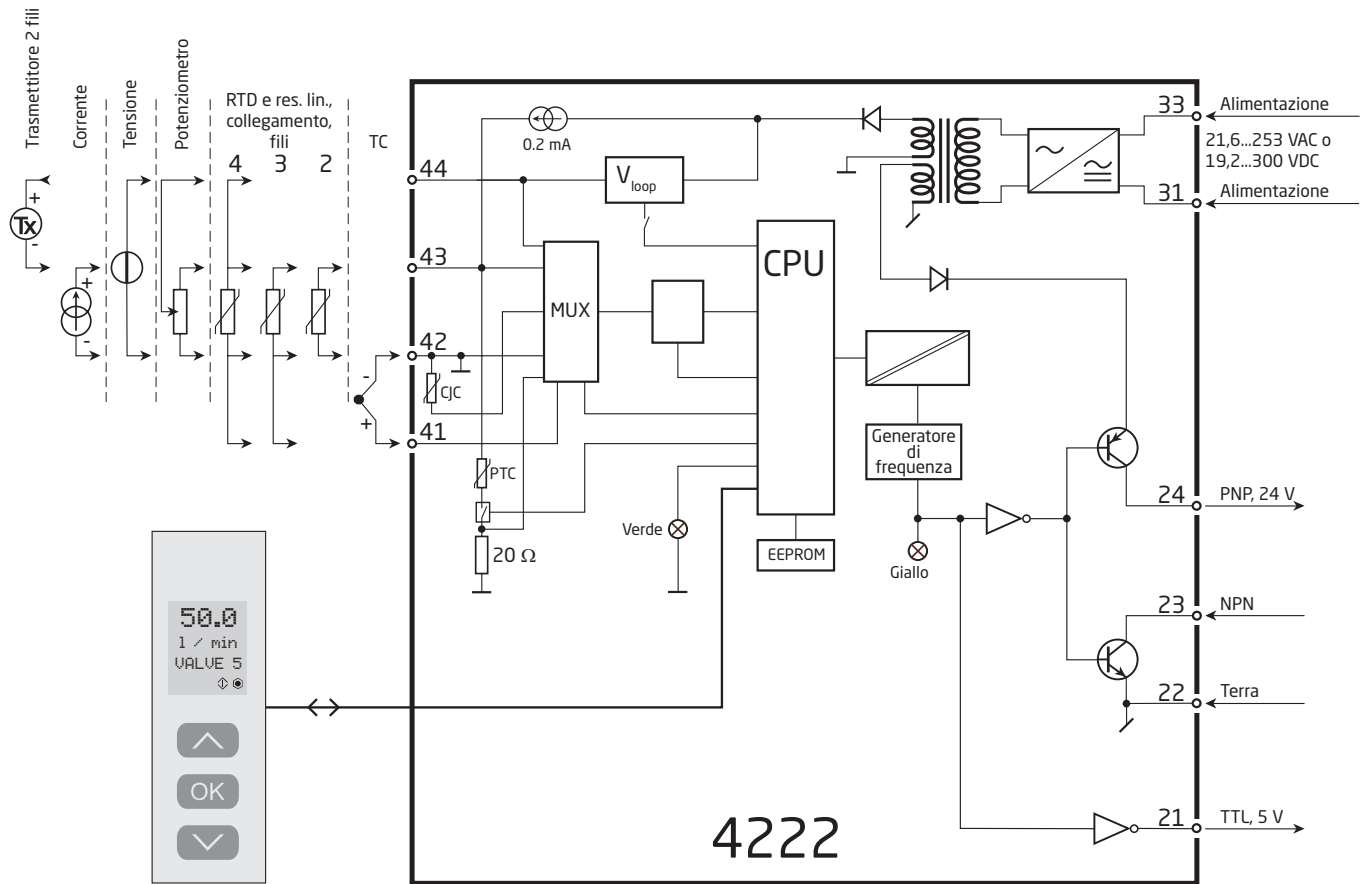 Trasmettitore 2 fili
Corrente
Tensione
Potenziometro
RTD e res. lin.,
collegamento,
fili
4 3 2
TC
+
Tx
-
+
-
-
+
44
43
42
41
0.2 mA
V loop
MUX
CPU
CJC
PTC
20 Ω
Verde
EEPROM
Generatore
di
frequenza
Giallo
33 Alimentazione
21,6...253 VAC o
19,2...300 VDC
31 Alimentazione
24 PNP, 24 V
23 NPN
22 Terra
21 TTL, 5 V
50.0
l / min
VALVE 5
OK
4222